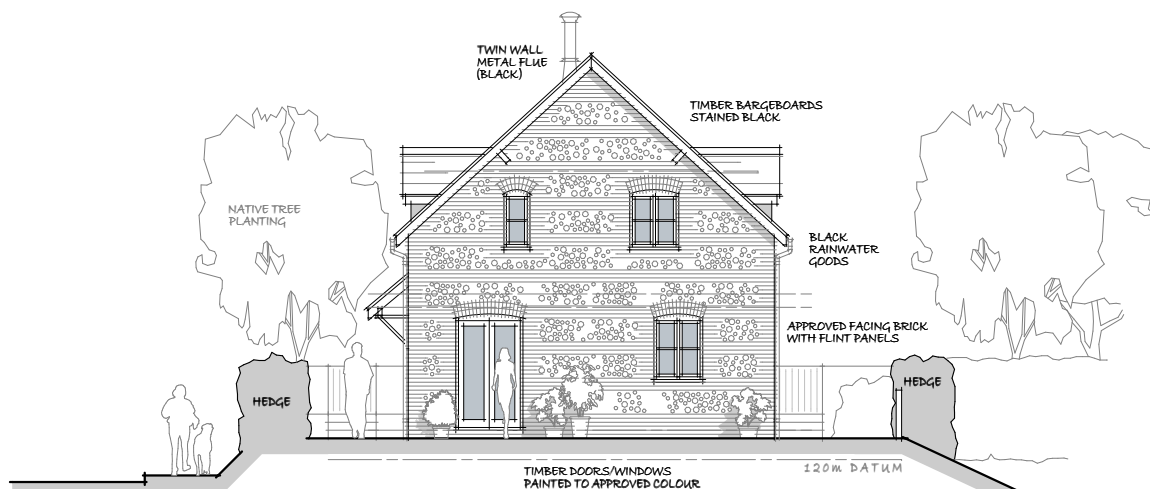 TWIN WALL
METAL FLUE
(BLACK)
TIMBER BARGEBOARDS
STAINED BLACK
NATIVE TREE
PLANTING
BLACK
RAINWATER
GOODS
APPROVED FACING BRICK
WITH FLINT PANELS
HEDGE
HEDGE
120m DATUM
TIMBER DOORS/WINDOWS
PAINTED TO APPROVED COLOUR